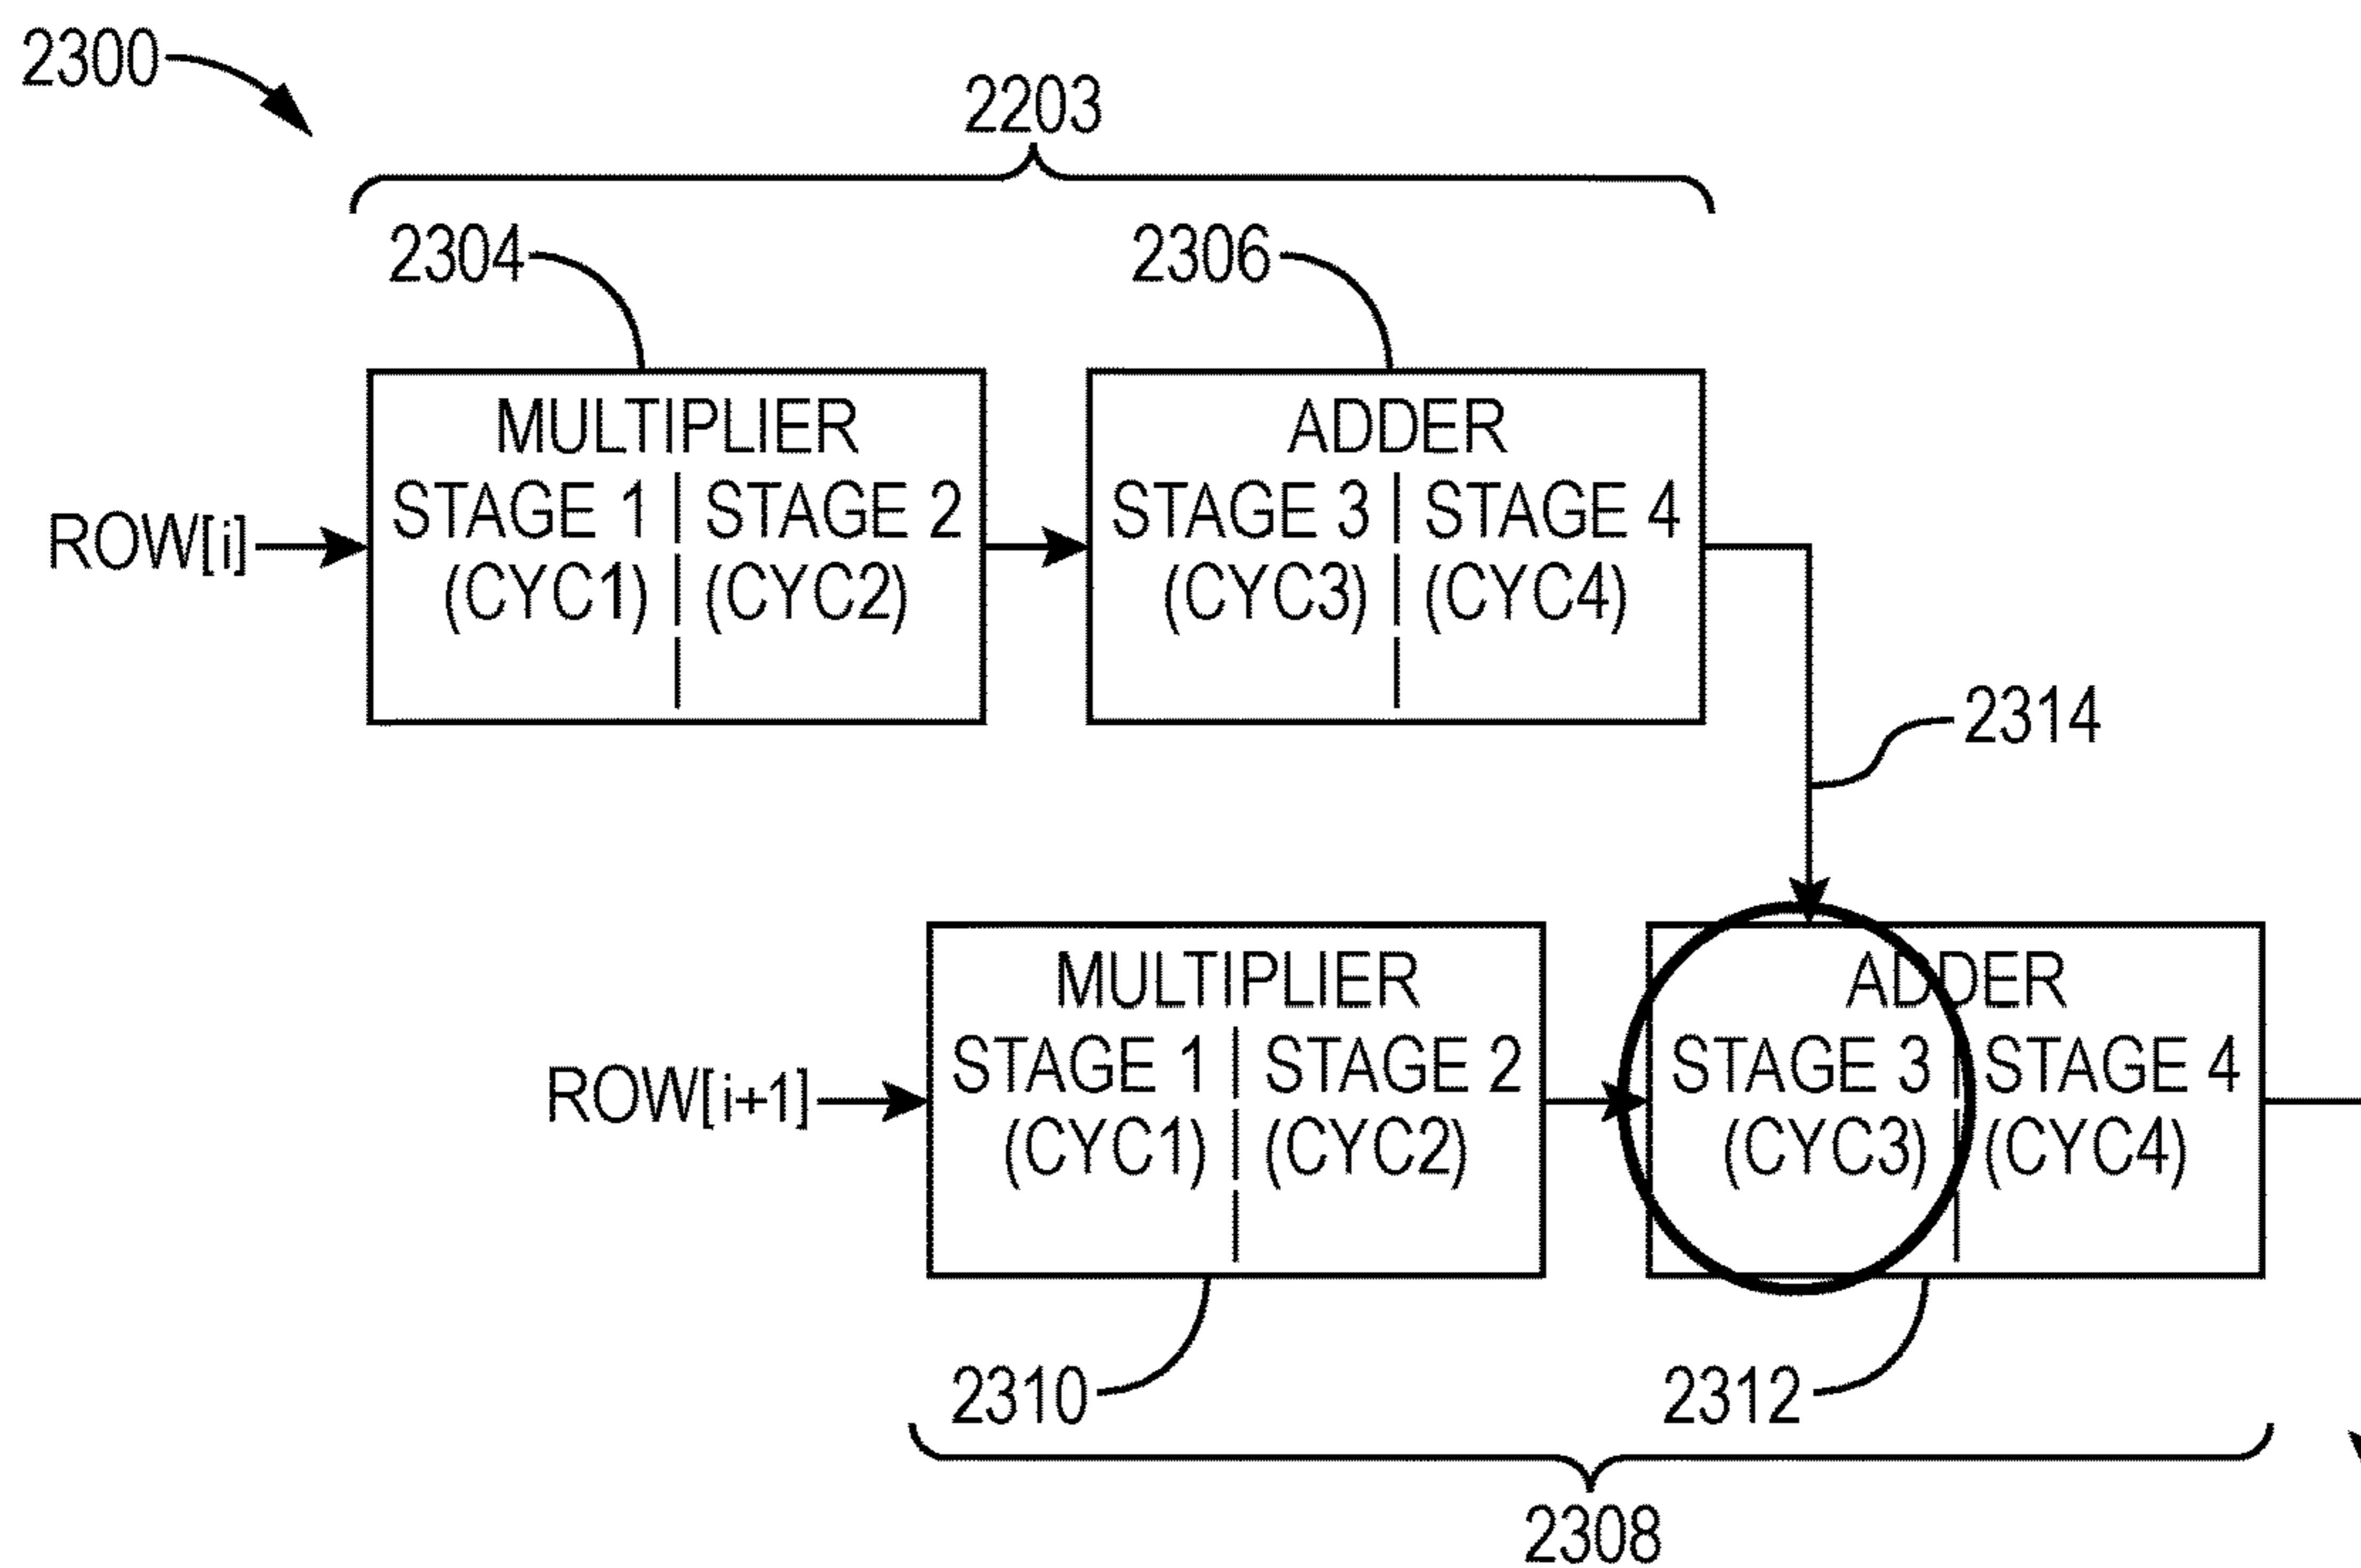 2300
2203
2304
2306
MULTIPLIER
STAGE 1 | STAGE 2
(CYC1) | (CYC2)
ADDER
STAGE 3 | STAGE 4
(CYC3) | (CYC4)
ROW[i]
2314
MULTIPLIER
STAGE 1 | STAGE 2
(CYC1) | (CYC2)
ADDER
STAGE 3 | STAGE 4
(CYC3) | (CYC4)
ROW[i+1]
2310
2312
2308